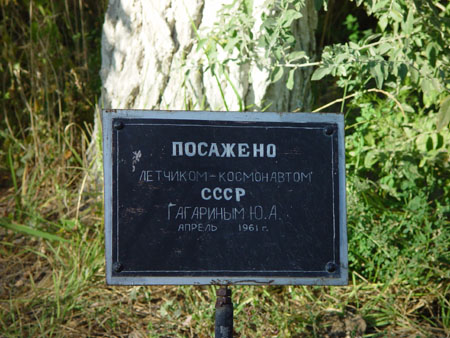 ПОСАЖЕНО
ЛЕТЧИКОМ-КОСМОНАВТОМ
СССР
ГАГАРИНЫМ Ю.А.
АПРЕЛЬ 1961 г.